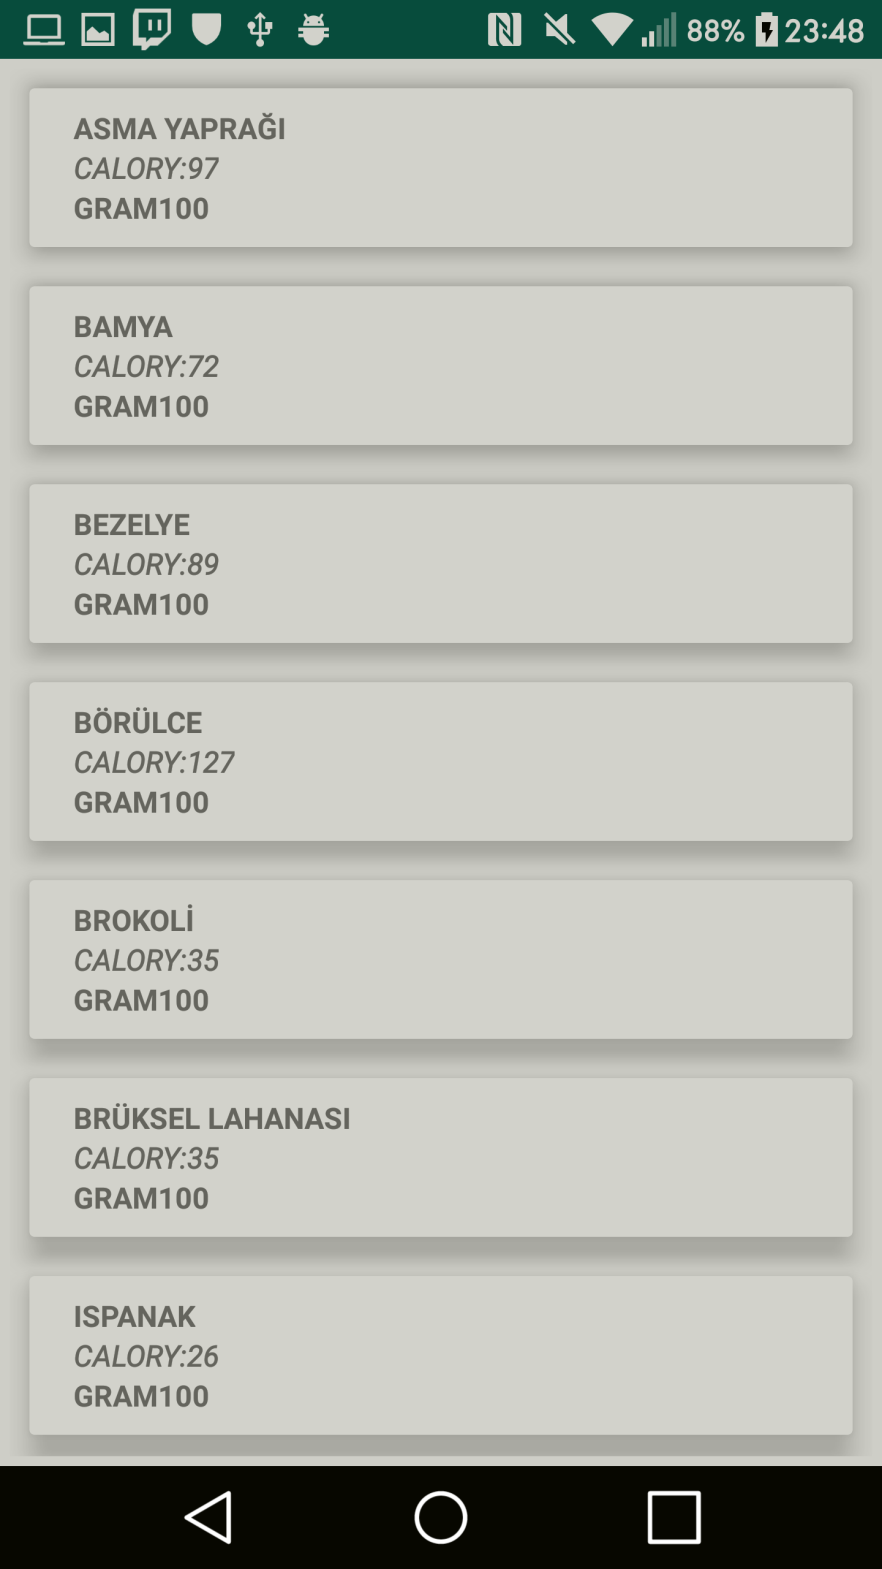 88% 23:48
ASMA YAPRAĞI
CALORY:97
GRAM100
BAMYA
CALORY:72
GRAM100
BEZELYE
CALORY:89
GRAM100
BÖRÜLCE
CALORY:127
GRAM100
BROKOLİ
CALORY:35
GRAM100
BRÜKSEL LAHANASI
CALORY:35
GRAM100
ISPANAK
CALORY:26
GRAM100